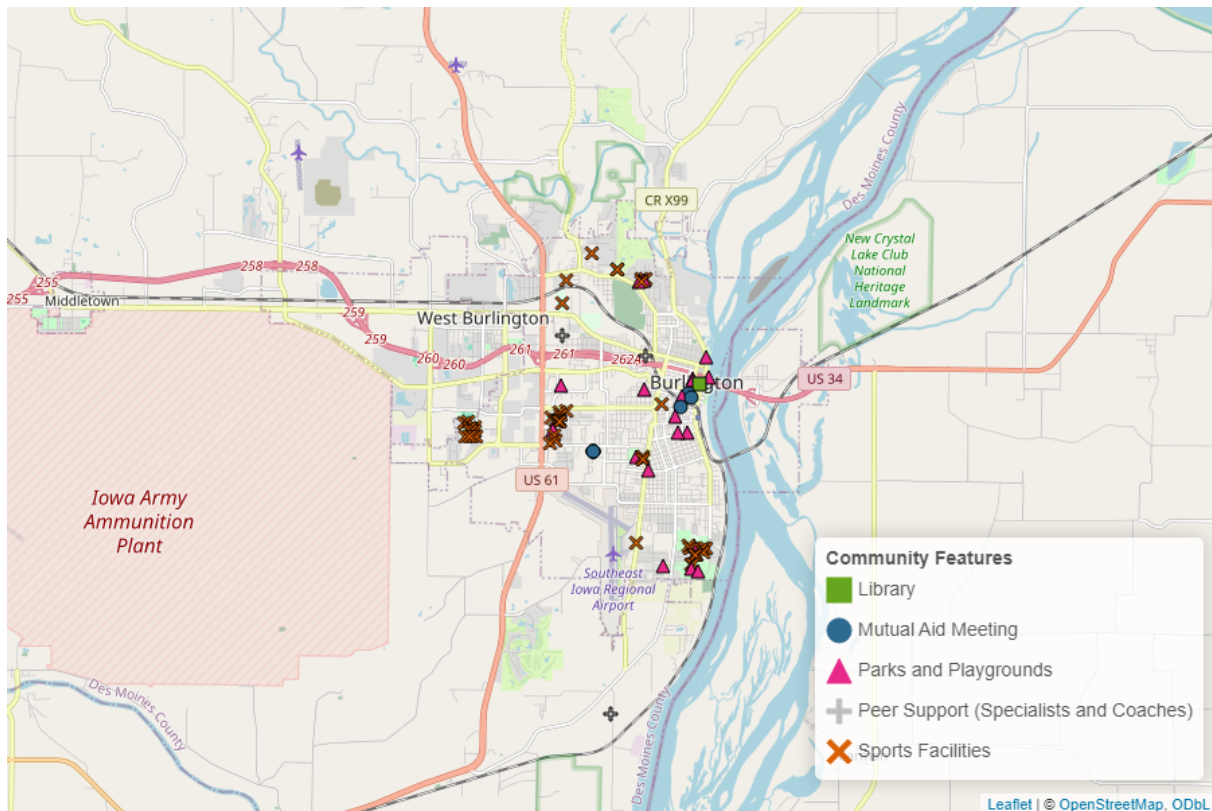 CR X99
Des Moines County
New Crystal
Lake Club
National
Heritage
Landmark
258
258
255
255
Middletown
259
259
West Burlington
260
260
261
261
262A
Burlington
US 34
US 61
Iowa Army
Ammunition
Plant
Southeast
Iowa Regional
Airport
Des Moines County
Des Moines County
Community Features
Library
Mutual Aid Meeting
Parks and Playgrounds
Peer Support (Specialists and Coaches)
Sports Facilities
Leaflet | © OpenStreetMap, ODbL